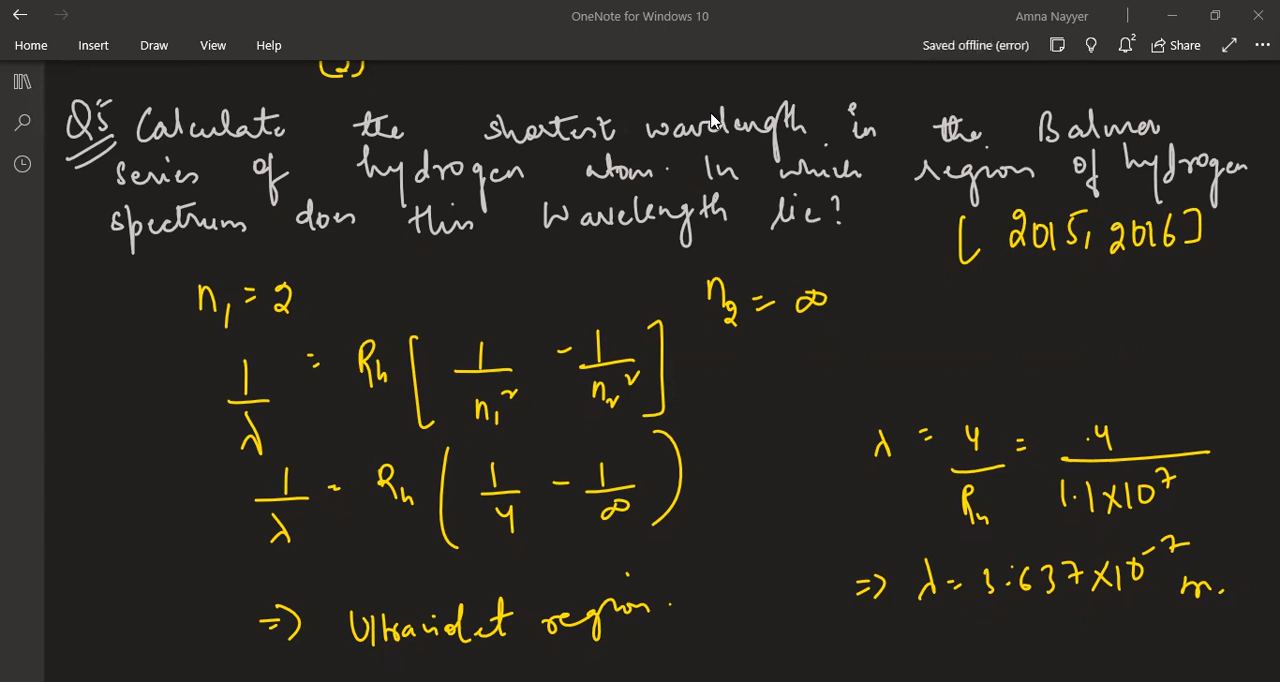 OneNote for Windows 10
Amna Nayyer
Home Insert Draw View Help
Saved offline (error) 2 Share
(2)
Q5 Calculate the shortest wavelength in the Balmer
series of hydrogen atom. In which region of hydrogen
spectrum does this wavelength lie?
[ 2015, 2016 ]
n₁ = 2 n₂ = ∞
1/λ = Rh [ 1/n₁² - 1/n₂² ]
1/λ = Rh ( 1/4 - 1/∞ )
λ = 4/Rh = 4/1.1×10⁷
⇒ λ = 3.637×10⁻⁷ m.
⇒ Ultraviolet region.